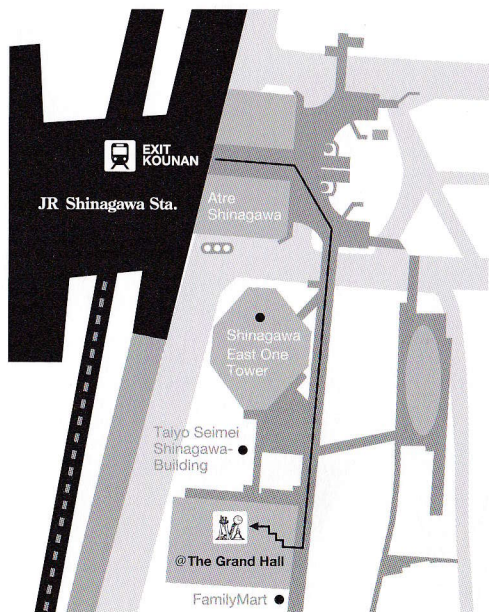 EXIT
KOUNAN
JR Shinagawa Sta.
Atre
Shinagawa
Shinagawa
East One
Tower
Taiyo Seimei
Shinagawa-
Building
@The Grand Hall
FamilyMart